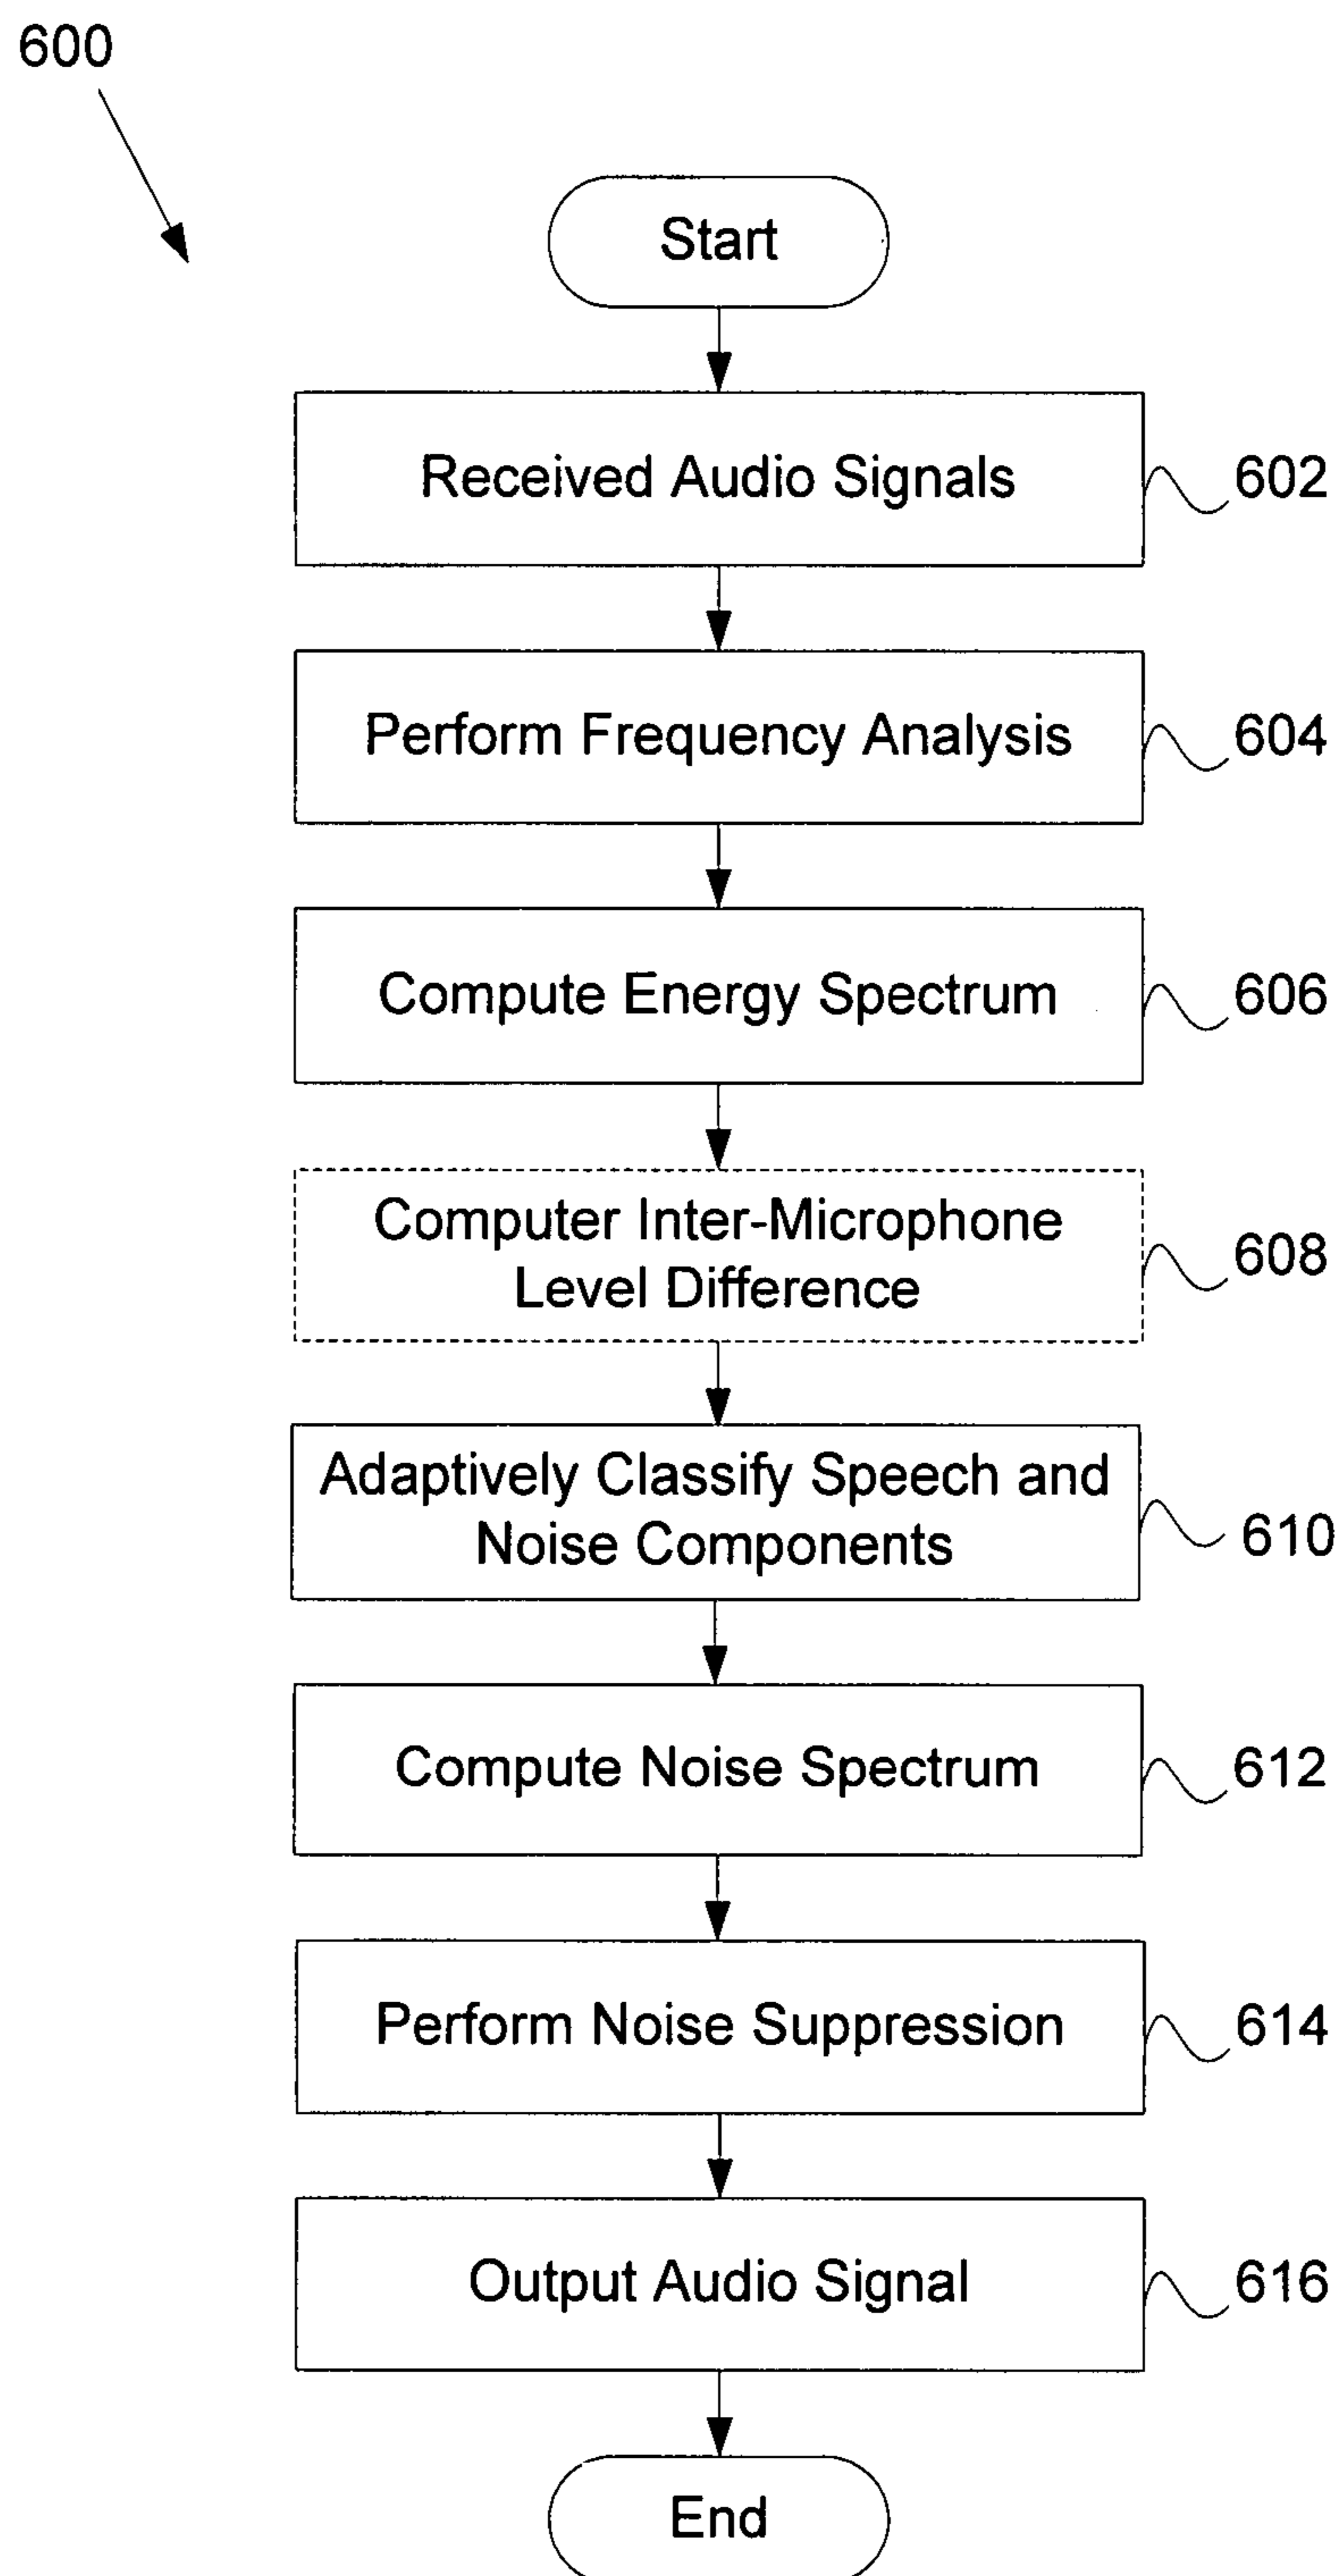 600
Start
Received Audio Signals
602
Perform Frequency Analysis
604
Compute Energy Spectrum
606
Computer Inter-Microphone
Level Difference
608
Adaptively Classify Speech and
Noise Components
610
Compute Noise Spectrum
612
Perform Noise Suppression
614
Output Audio Signal
616
End